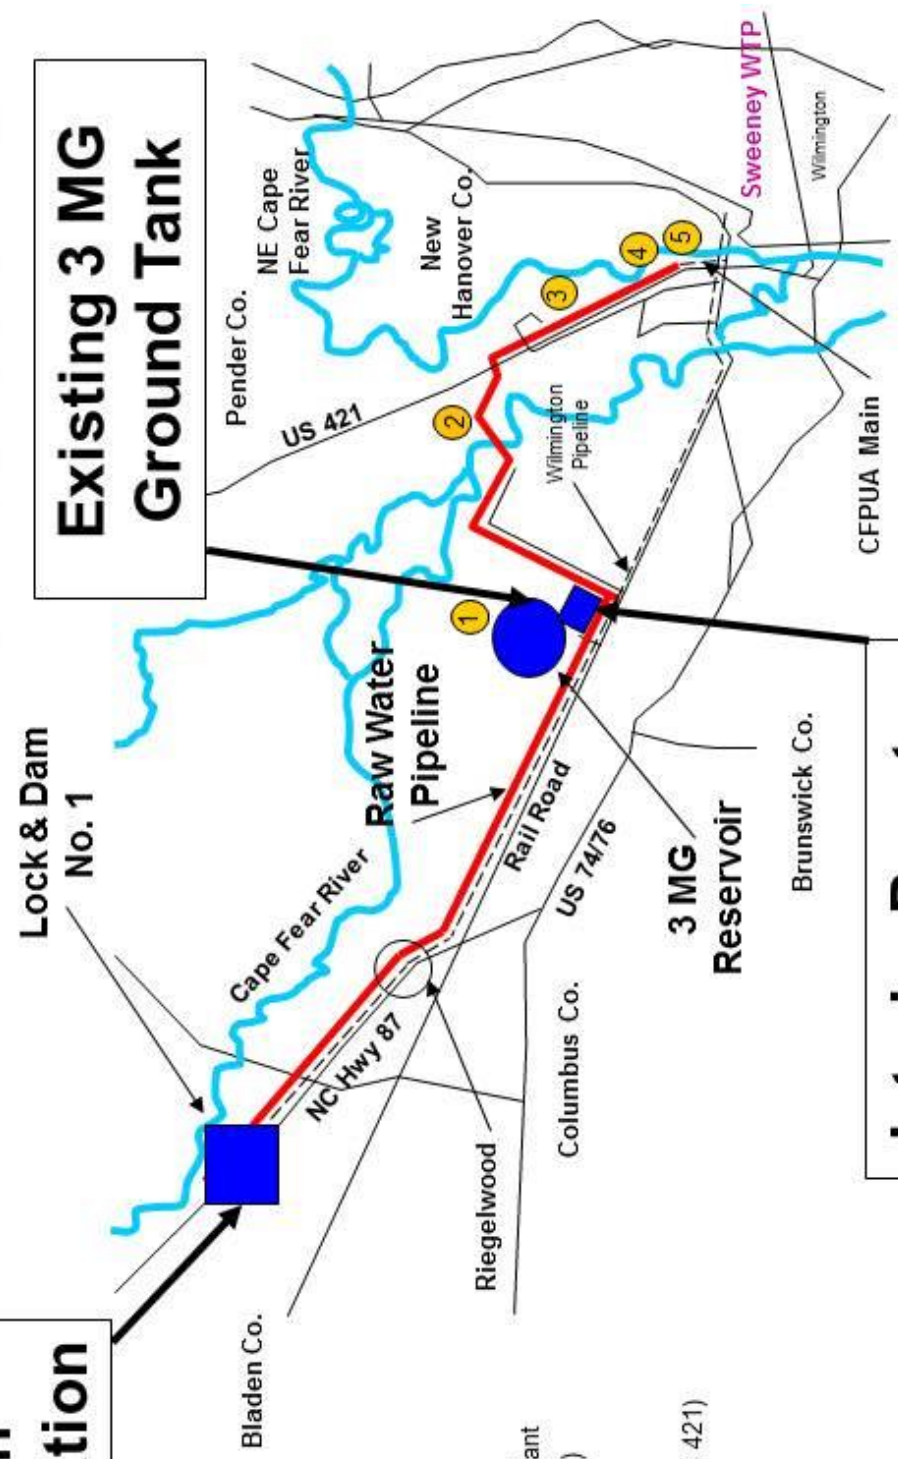 Existing 3 MG
Ground Tank
Lock & Dam
No. 1
Pender Co.
NE Cape
Fear River
New
Hanover Co.
US 421
Cape Fear River
Raw Water
Pipeline
Wilmington
Pipeline
1
2
3
4
5
Sweeney WTP
Wilmington
CFPUA Main
NC Hwy 87
Rail Road
US 74/76
3 MG
Reservoir
Brunswick Co.
Columbus Co.
Riegelwood
Bladen Co.
tion
ant
)
421)